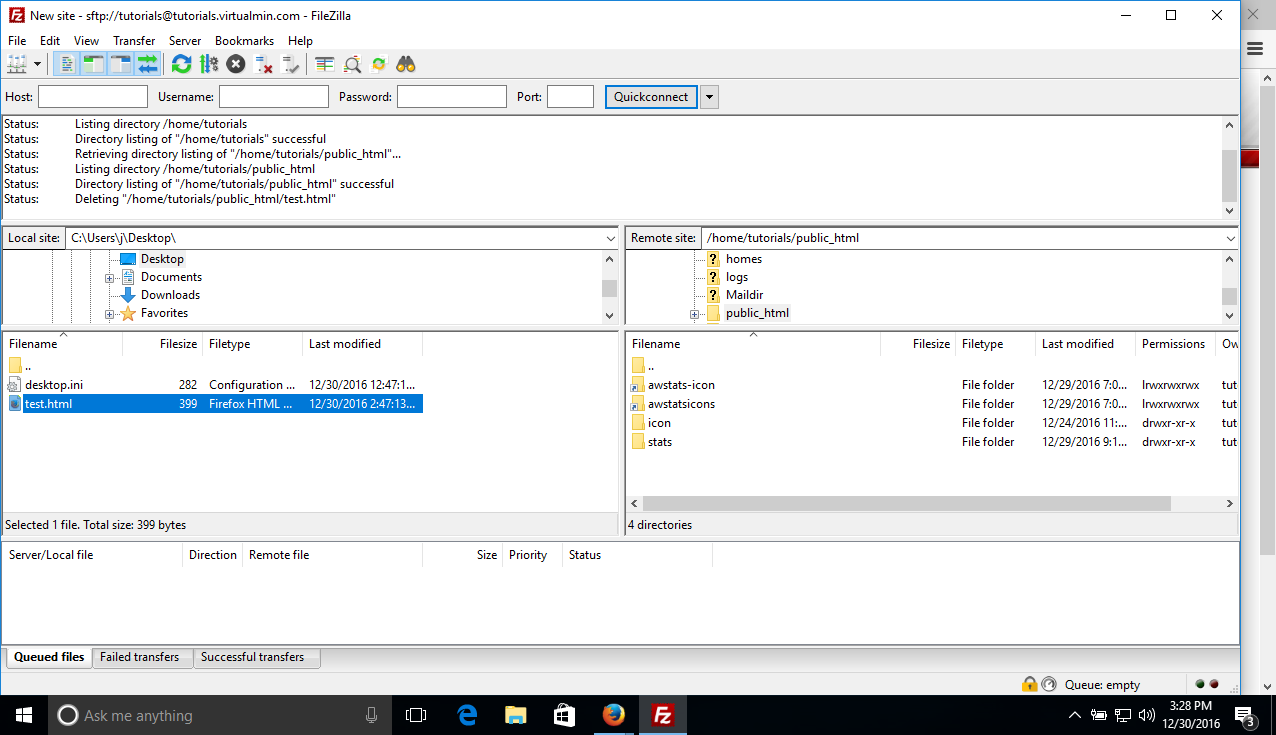 New site - sftp://tutorials@tutorials.virtualmin.com - FileZilla
File Edit View Transfer Server Bookmarks Help
Host: Username: Password: Port: Quickconnect
Status: Listing directory /home/tutorials
Status: Directory listing of "/home/tutorials" successful
Status: Retrieving directory listing of "/home/tutorials/public_html"...
Status: Listing directory /home/tutorials/public_html
Status: Directory listing of "/home/tutorials/public_html" successful
Status: Deleting "/home/tutorials/public_html/test.html"
Local site: C:\Users\j\Desktop\
Desktop
Documents
Downloads
Favorites
Filename Filesize Filetype Last modified
..
desktop.ini 282 Configuration ... 12/30/2016 12:47:1...
test.html 399 Firefox HTML ... 12/30/2016 2:47:13...
Selected 1 file. Total size: 399 bytes
Remote site: /home/tutorials/public_html
homes
logs
Maildir
public_html
Filename Filesize Filetype Last modified Permissions Ow
..
awstats-icon File folder 12/29/2016 7:0... lrwxrwxrwx tut
awstatsicons File folder 12/29/2016 7:0... lrwxrwxrwx tut
icon File folder 12/24/2016 11:... drwxr-xr-x tut
stats File folder 12/29/2016 9:1... drwxr-xr-x tut
4 directories
Server/Local file Direction Remote file Size Priority Status
Queued files Failed transfers Successful transfers
Queue: empty
Ask me anything
3:28 PM
12/30/2016
3